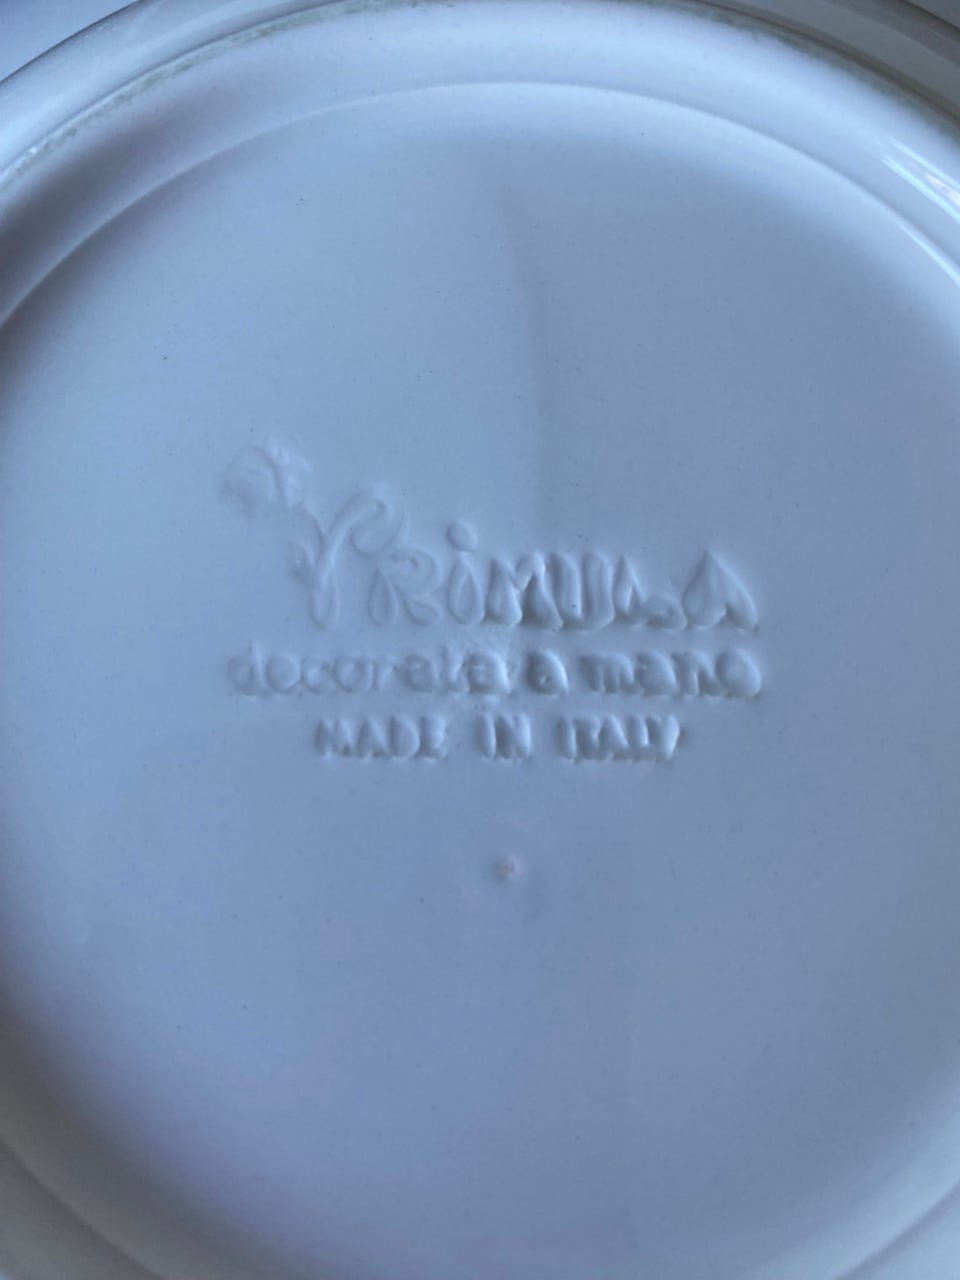 PRiMULA
decorata a mano
MADE IN ITALY